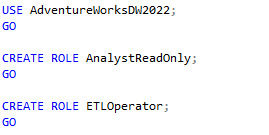 USE AdventureWorksDW2022;
GO
CREATE ROLE AnalystReadOnly;
GO
CREATE ROLE ETLOperator;
GO